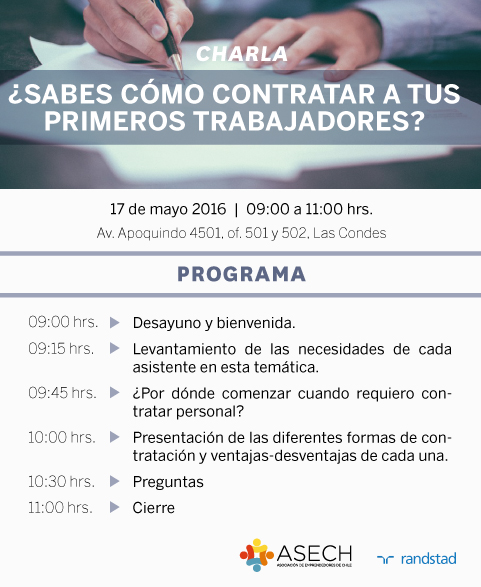 CHARLA
¿SABES CÓMO CONTRATAR A TUS
PRIMEROS TRABAJADORES?
17 de mayo 2016 | 09:00 a 11:00 hrs.
Av. Apoquindo 4501, of. 501 y 502, Las Condes
PROGRAMA
09:00 hrs. Desayuno y bienvenida.
09:15 hrs. Levantamiento de las necesidades de cada
asistente en esta temática.
09:45 hrs. ¿Por dónde comenzar cuando requiero con-
tratar personal?
10:00 hrs. Presentación de las diferentes formas de con-
tratación y ventajas-desventajas de cada una.
10:30 hrs. Preguntas
11:00 hrs. Cierre
ASECH
ASOCIACIÓN DE EMPRENDEDORES DE CHILE
randstad